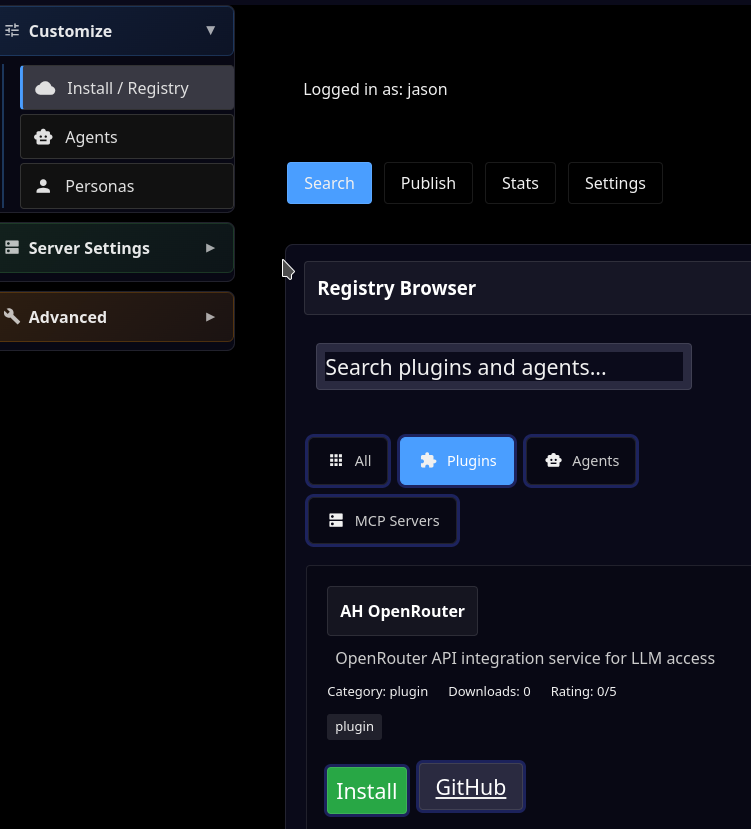 Customize ▼
Install / Registry
Agents
Personas
Server Settings ▶
Advanced ▶
Logged in as: jason
Search Publish Stats Settings
Registry Browser
Search plugins and agents...
All Plugins Agents
MCP Servers
AH OpenRouter
OpenRouter API integration service for LLM access
Category: plugin Downloads: 0 Rating: 0/5
plugin
Install GitHub